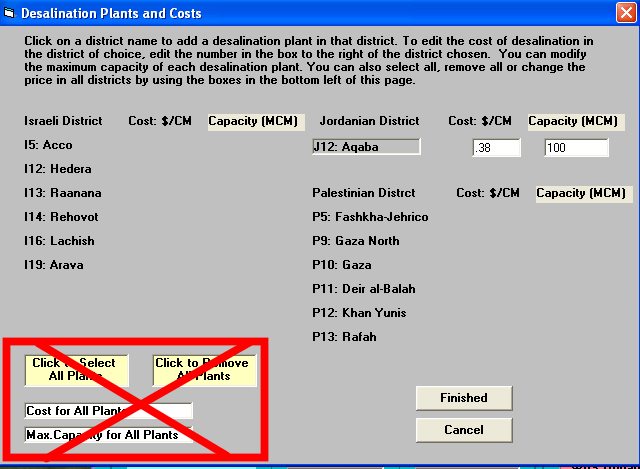 Desalination Plants and Costs
Click on a district name to add a desalination plant in that district. To edit the cost of desalination in
the district of choice, edit the number in the box to the right of the district chosen. You can modify
the maximum capacity of each desalination plant. You can also select all, remove all or change the
price in all districts by using the boxes in the bottom left of this page.
Israeli District Cost: $/CM Capacity (MCM)
I5: Acco
I12: Hedera
I13: Raanana
I14: Rehovot
I16: Lachish
I19: Arava
Jordanian District Cost: $/CM Capacity (MCM)
J12: Aqaba .38 100
Palestinian Distrct Cost: $/CM Capacity (MCM)
P5: Fashkha-Jehrico
P9: Gaza North
P10: Gaza
P11: Deir al-Balah
P12: Khan Yunis
P13: Rafah
Click to Select
All Plants
Click to Remove
All Plants
Cost for All Plants
Max.Capacity for All Plants
Finished
Cancel